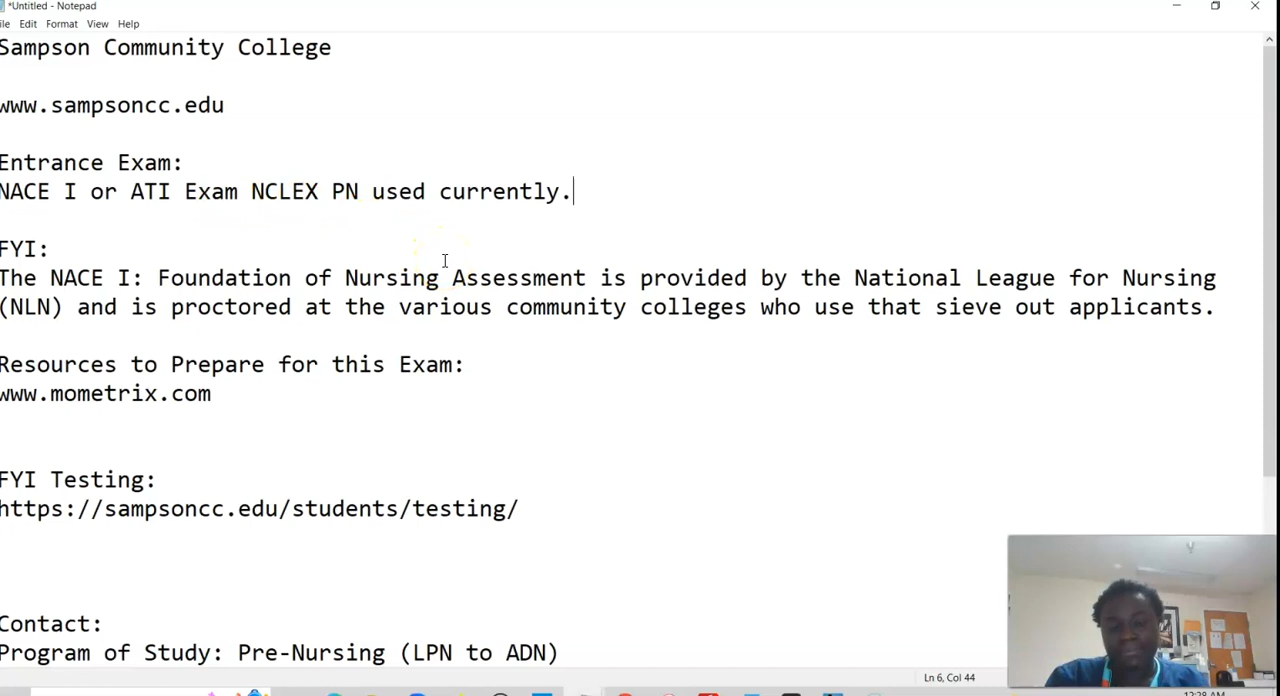 *Untitled - Notepad
ile Edit Format View Help
Sampson Community College
www.sampsoncc.edu
Entrance Exam:
NACE I or ATI Exam NCLEX PN used currently.
FYI:
The NACE I: Foundation of Nursing Assessment is provided by the National League for Nursing
(NLN) and is proctored at the various community colleges who use that sieve out applicants.
Resources to Prepare for this Exam:
www.mometrix.com
FYI Testing:
https://sampsoncc.edu/students/testing/
Contact:
Program of Study: Pre-Nursing (LPN to ADN)
Ln 6, Col 44
12:28 AM